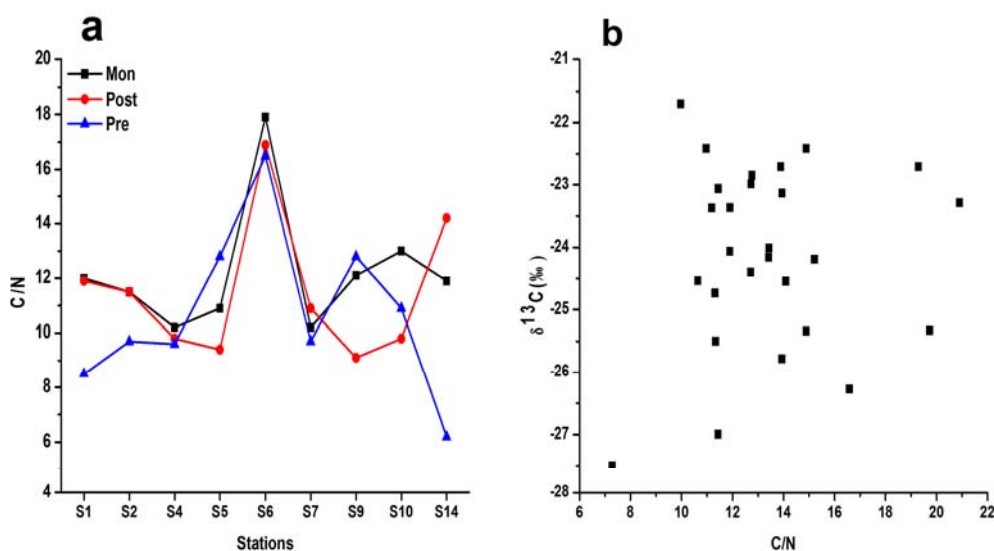 a
20
18
16
14
12
10
8
6
4
C/N
Mon
Post
Pre
S1 S2 S4 S5 S6 S7 S9 S10 S14
Stations
b
-21
-22
-23
-24
-25
-26
-27
-28
δ¹³C(‰)
6 8 10 12 14 16 18 20 22
C/N